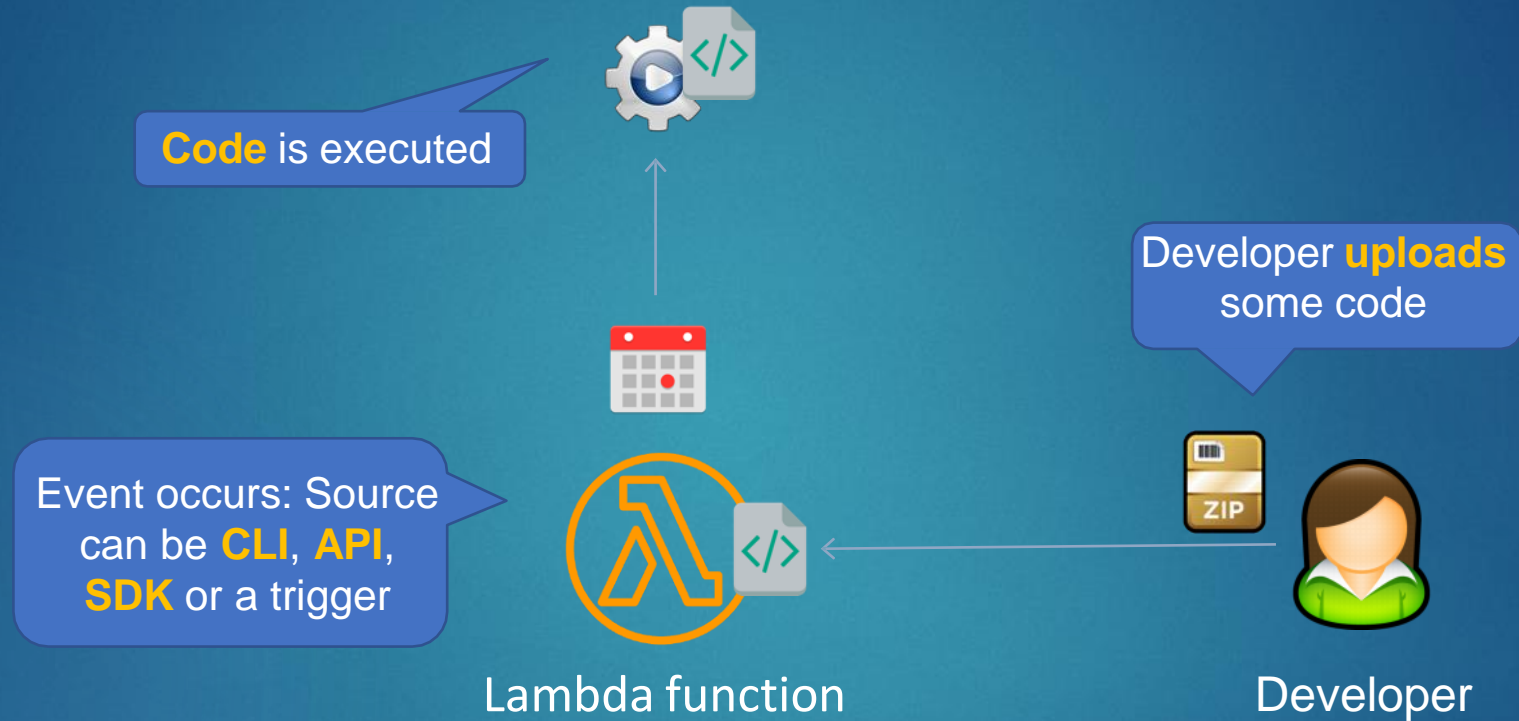 Code is executed
Developer uploads
some code
Event occurs: Source
can be CLI, API,
SDK or a trigger
</>
</>
ZIP
Lambda function
Developer